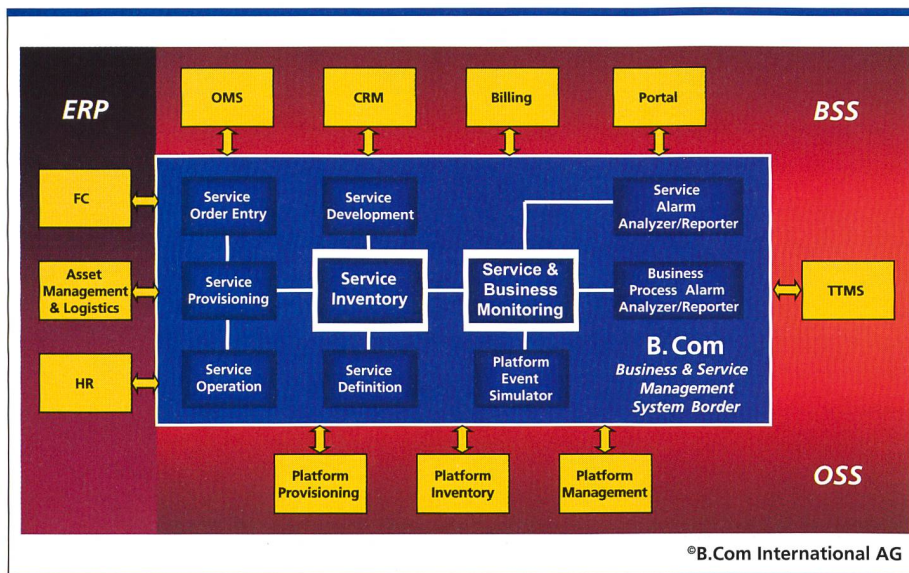 ERP
OMS
CRM
Billing
Portal
BSS
FC
Asset
Management
& Logistics
HR
Service
Order Entry
Service
Development
Service
Alarm
Analyzer/Reporter
Service
Provisioning
Service
Inventory
Service &
Business
Monitoring
Business
Process Alarm
Analyzer/Reporter
TTMS
Service
Operation
Service
Definition
Platform
Event
Simulator
B.Com
Business & Service
Management
System Border
Platform
Provisioning
Platform
Inventory
Platform
Management
OSS
©B.Com International AG